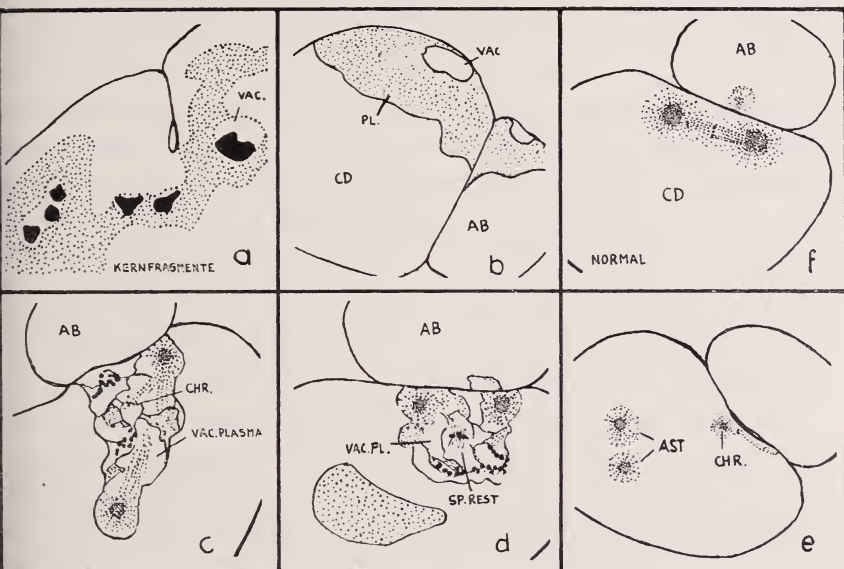 VAC.
KERNFRAGMENTE
a
VAC
PL.
CD
AB
b
AB
CD
NORMAL
f
AB
CHR.
VAC.PLASMA
c
AB
VAC.PL.
SP.REST
d
AST
CHR.
e